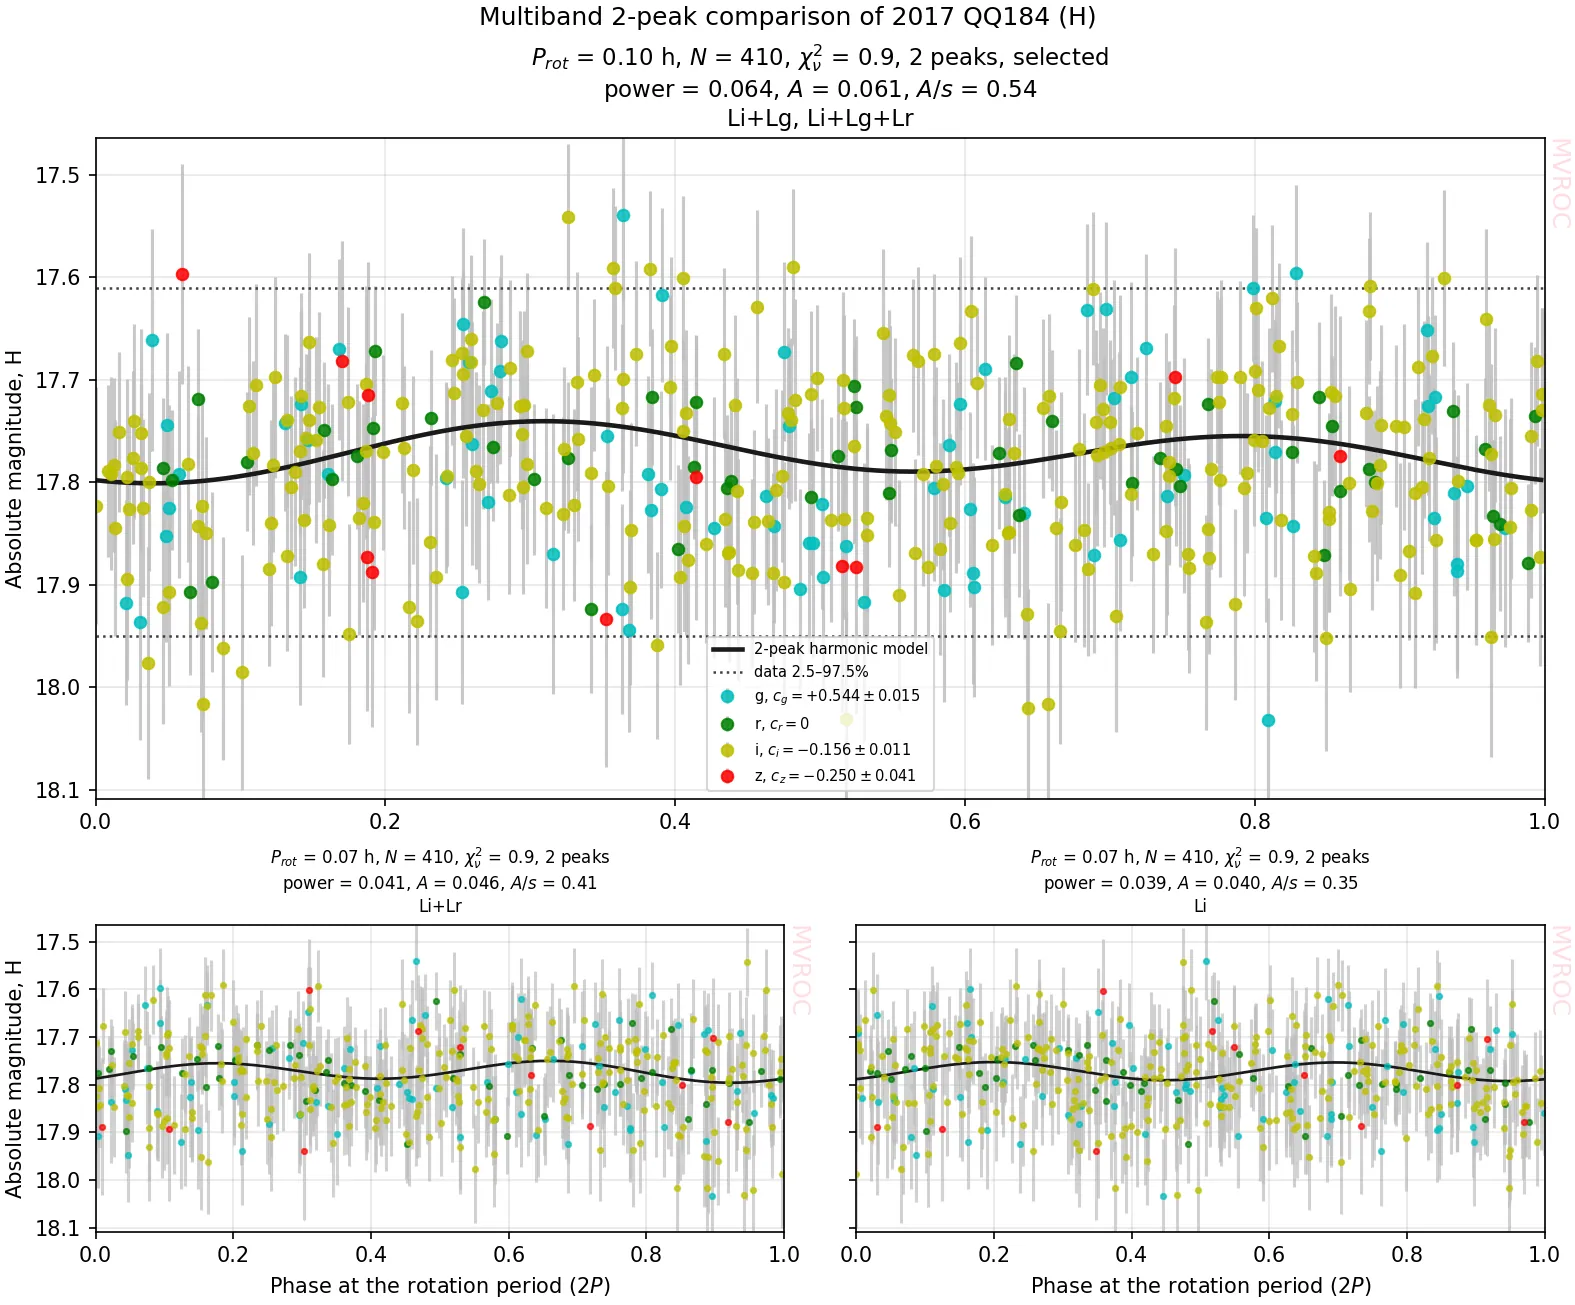 Multiband 2-peak comparison of 2017 QQ184 (H)
P_rot = 0.10 h, N = 410, χ²_ν = 0.9, 2 peaks, selected
power = 0.064, A = 0.061, A/s = 0.54
Li+Lg, Li+Lg+Lr
MVROC
Absolute magnitude, H
17.5
17.6
17.7
17.8
17.9
18.0
18.1
2-peak harmonic model
data 2.5–97.5%
g, c_g = +0.544 ± 0.015
r, c_r = 0
i, c_i = −0.156 ± 0.011
z, c_z = −0.250 ± 0.041
0.0 0.2 0.4 0.6 0.8 1.0
P_rot = 0.07 h, N = 410, χ²_ν = 0.9, 2 peaks
power = 0.041, A = 0.046, A/s = 0.41
Li+Lr
MVROC
Absolute magnitude, H
17.5
17.6
17.7
17.8
17.9
18.0
18.1
0.0 0.2 0.4 0.6 0.8 1.0
Phase at the rotation period (2P)
P_rot = 0.07 h, N = 410, χ²_ν = 0.9, 2 peaks
power = 0.039, A = 0.040, A/s = 0.35
Li
MVROC
0.0 0.2 0.4 0.6 0.8 1.0
Phase at the rotation period (2P)